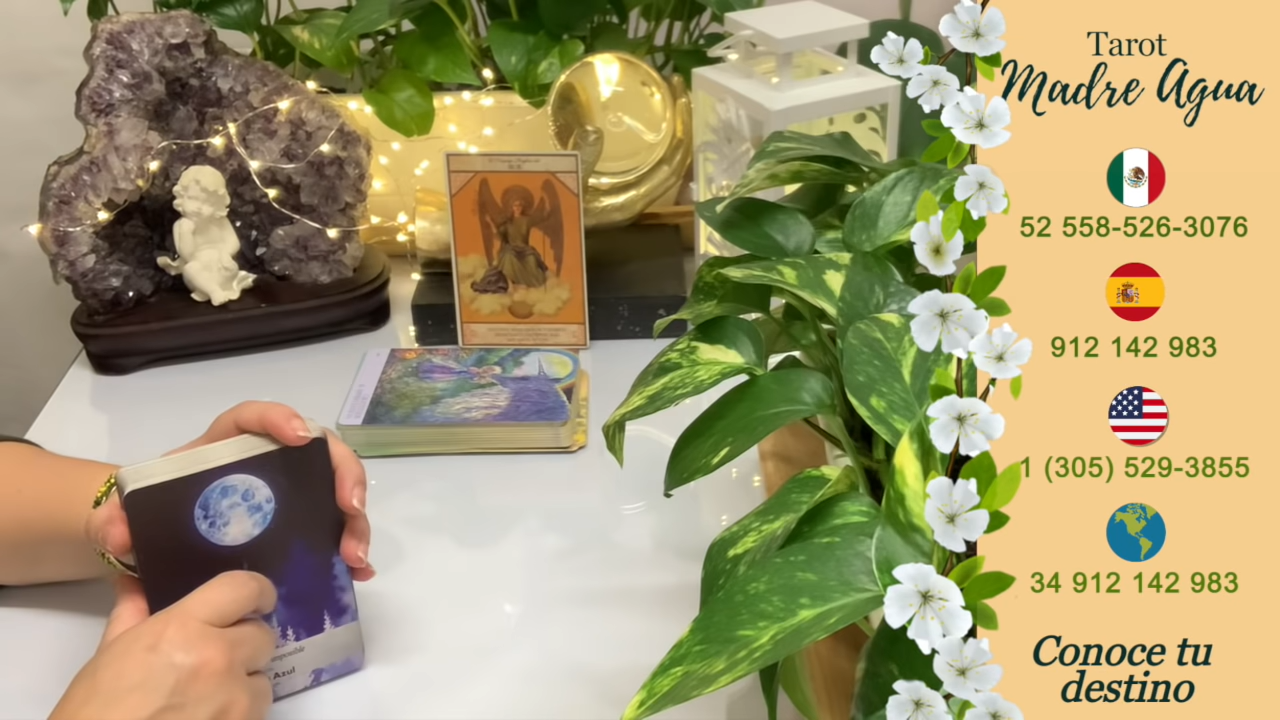 Tarot
Madre Agua
52 558-526-3076
912 142 983
1 (305) 529-3855
34 912 142 983
Conoce tu
destino
imposible
Azul